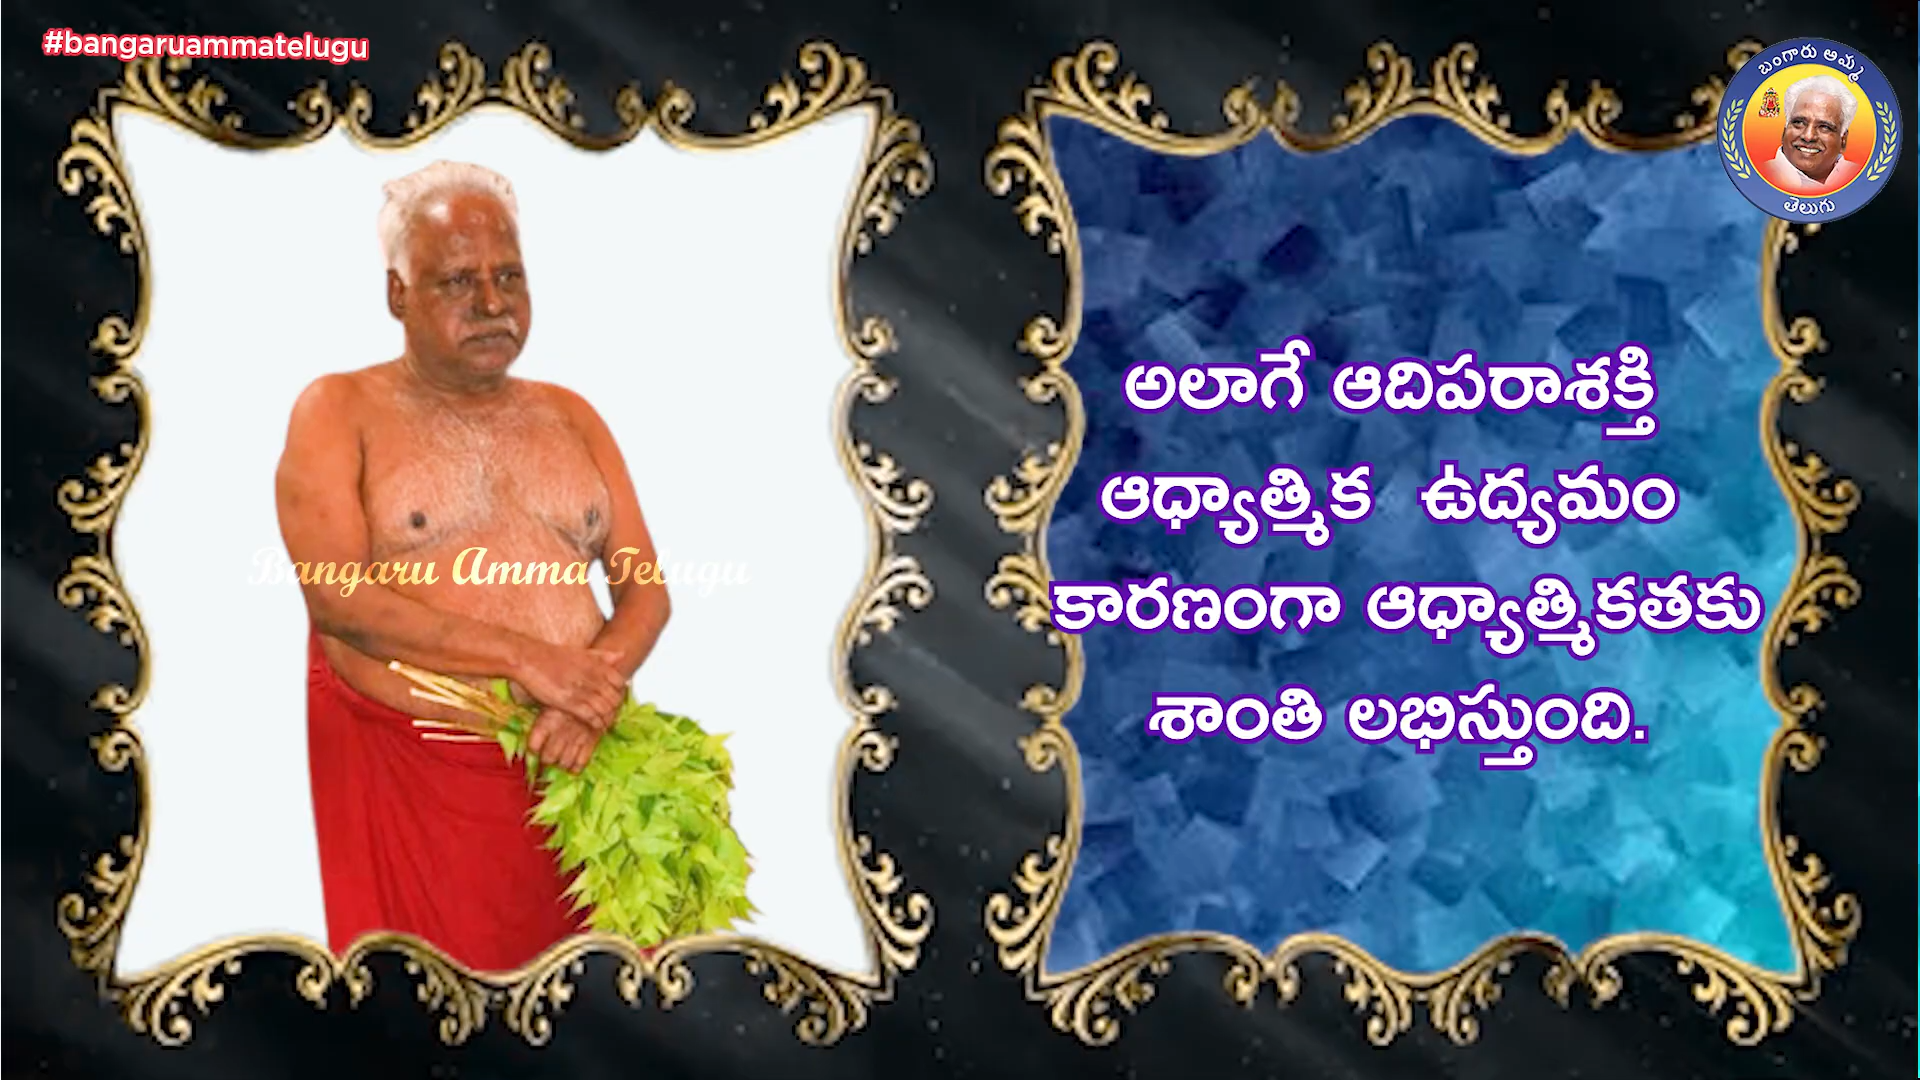 #bangaruammatelugu
బంగారు అమ్మ
తెలుగు
Bangaru Amma Telugu
అలాగే ఆదిపరాశక్తి
ఆధ్యాత్మిక ఉద్యమం
కారణంగా ఆధ్యాత్మికతకు
శాంతి లభిస్తుంది.